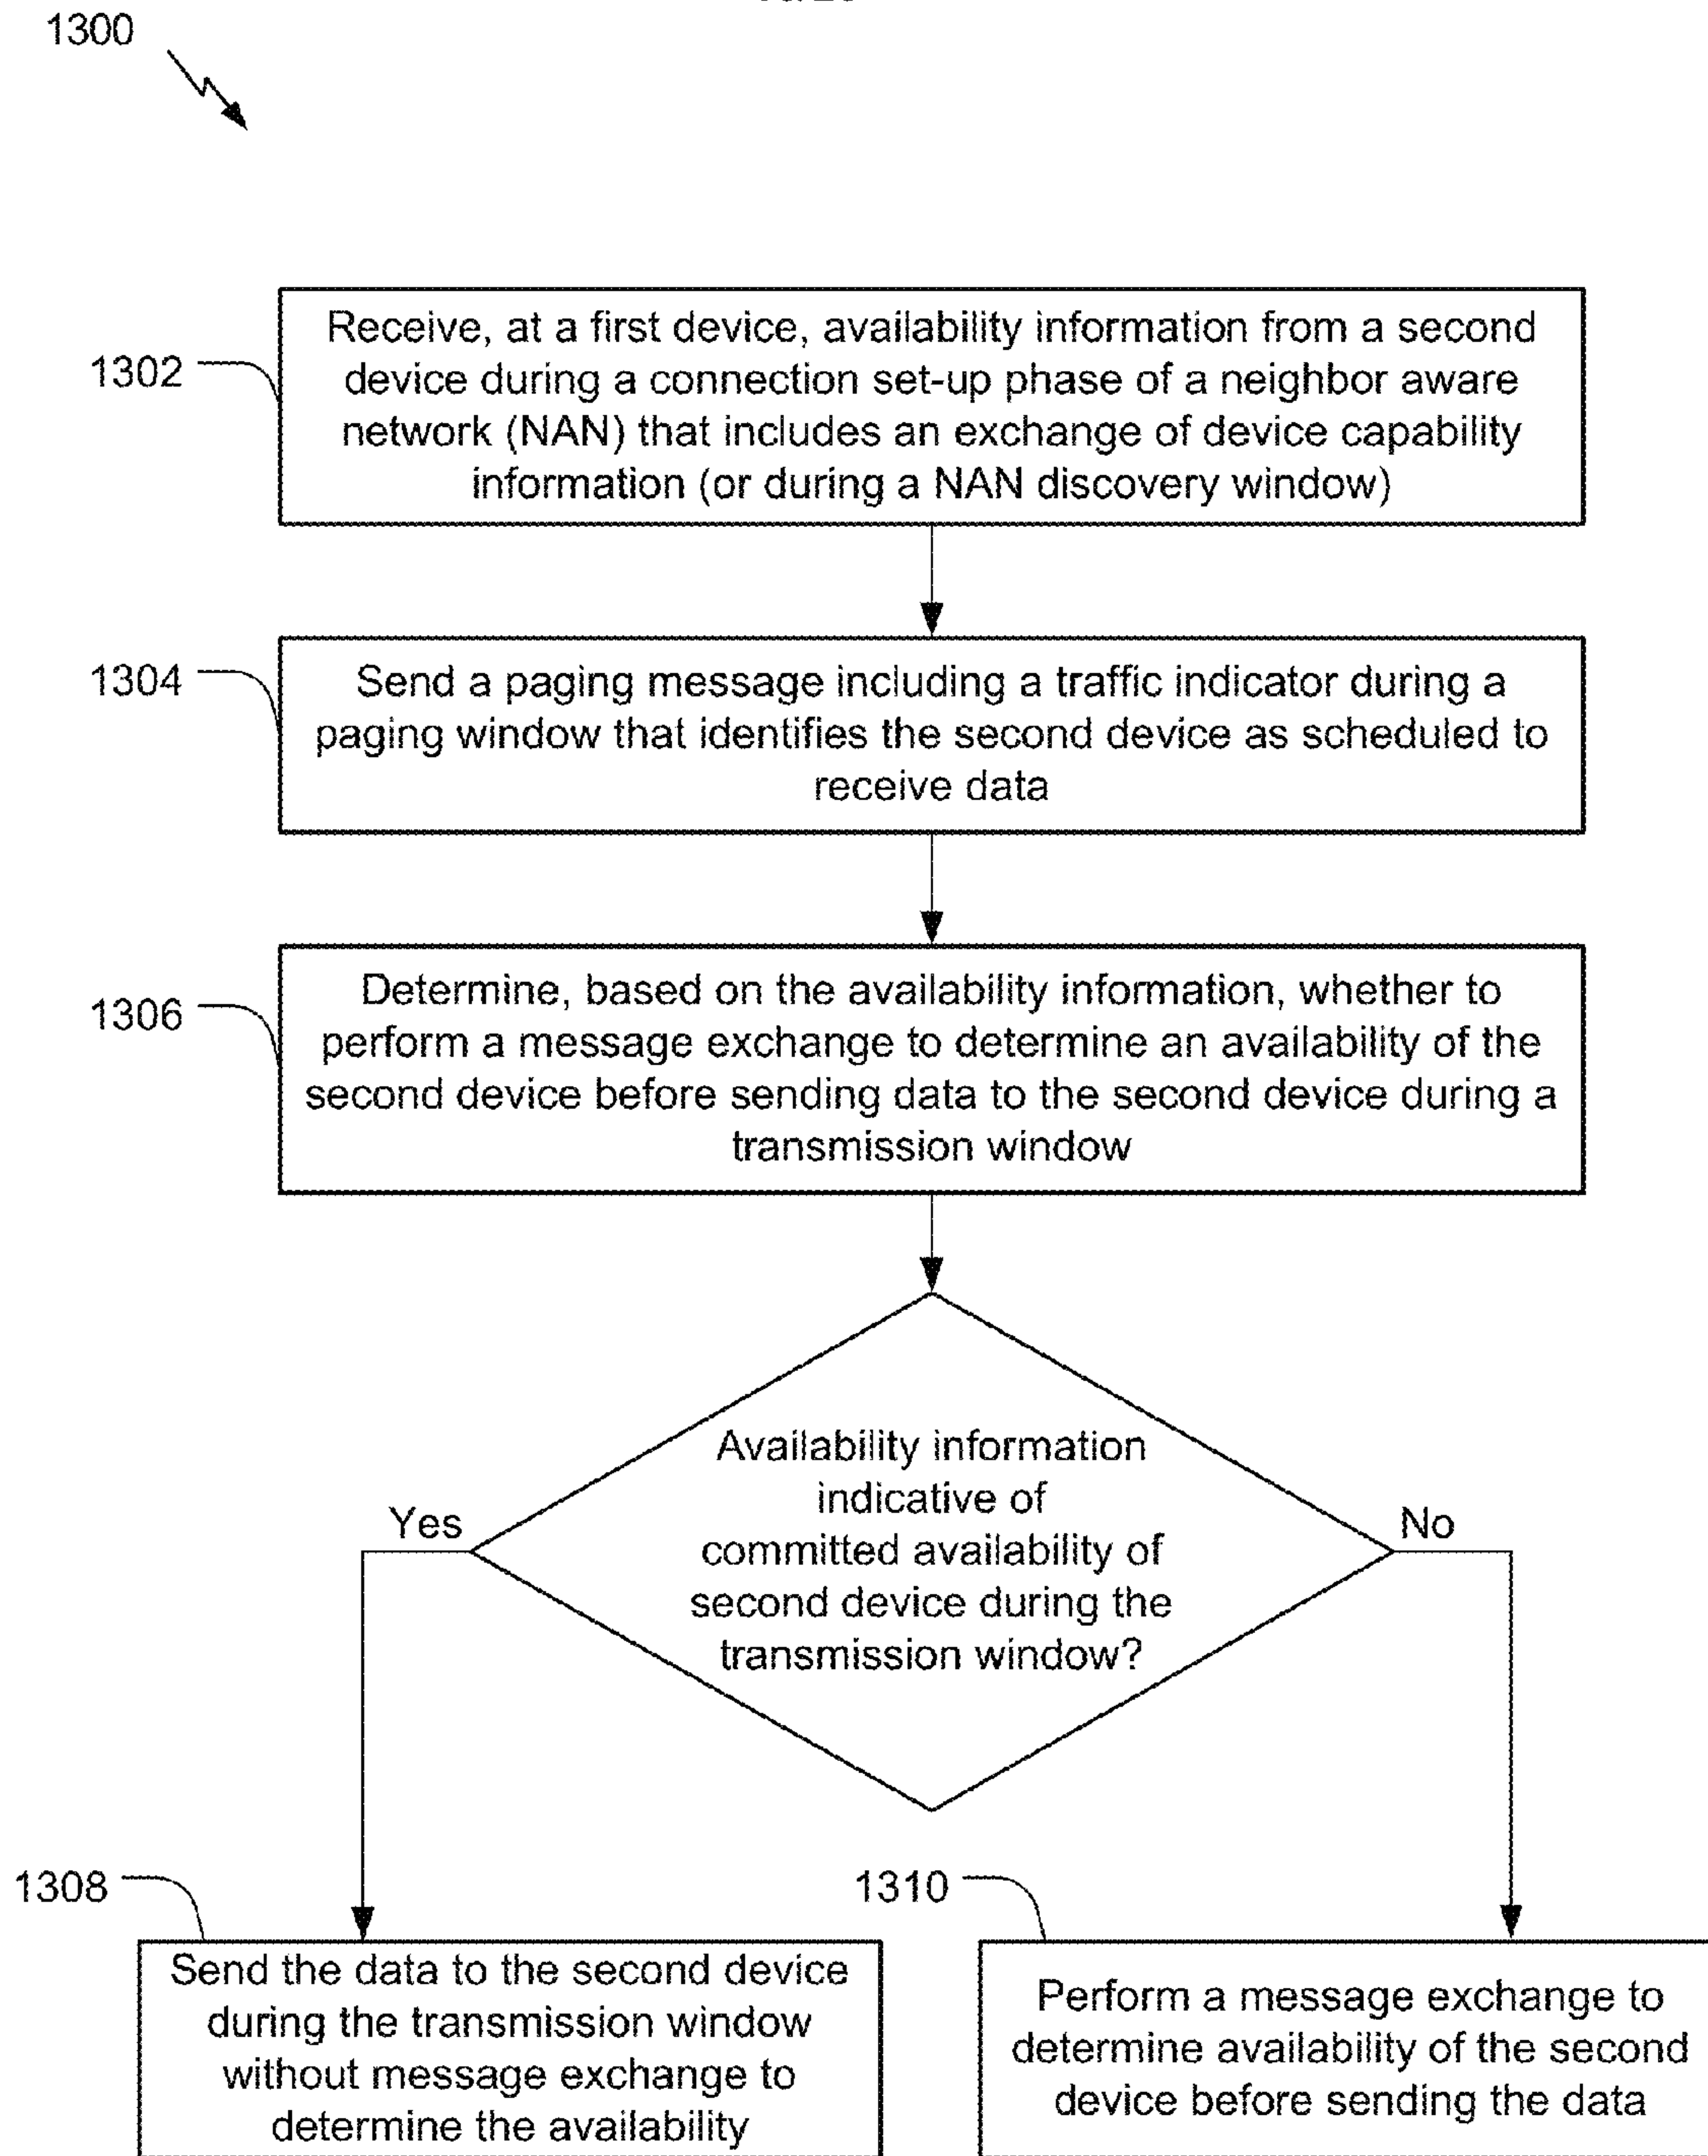 1300
1302
Receive, at a first device, availability information from a second
device during a connection set-up phase of a neighbor aware
network (NAN) that includes an exchange of device capability
information (or during a NAN discovery window)
1304
Send a paging message including a traffic indicator during a
paging window that identifies the second device as scheduled to
receive data
1306
Determine, based on the availability information, whether to
perform a message exchange to determine an availability of the
second device before sending data to the second device during a
transmission window
Availability information
indicative of
committed availability of
second device during the
transmission window?
Yes
No
1308
Send the data to the second device
during the transmission window
without message exchange to
determine the availability
1310
Perform a message exchange to
determine availability of the second
device before sending the data